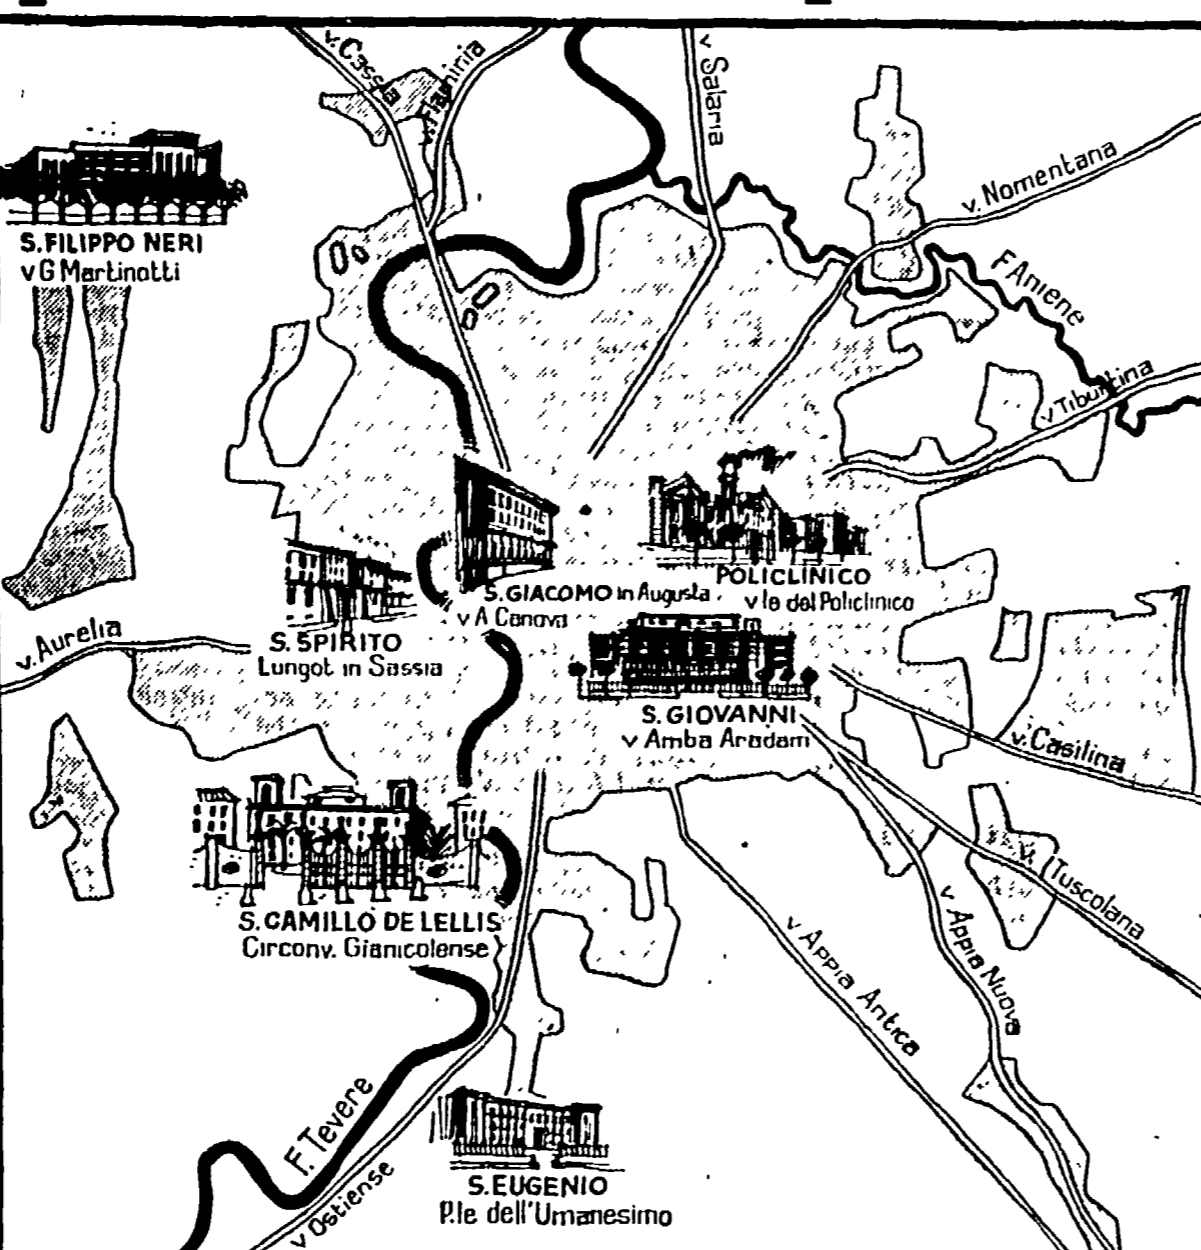 v. Cassia
v. Flaminia
v Salaria
v. Nomentana
S. FILIPPO NERI
v G Martinotti
F Aniene
v Tiburtina
POLICLINICO
v le del Policlinico
S. GIACOMO in Augusta
v A Canova
v. Aurelia
S. SPIRITO
Lungot in Sassia
S. GIOVANNI
v Amba Aradam
v. Casilina
v. Tuscolana
S. CAMILLO DE LELLIS
Circonv. Gianicolense
v Appia Nuova
v Appia Antica
F. Tevere
v Ostiense
S. EUGENIO
P.le dell'Umanesimo